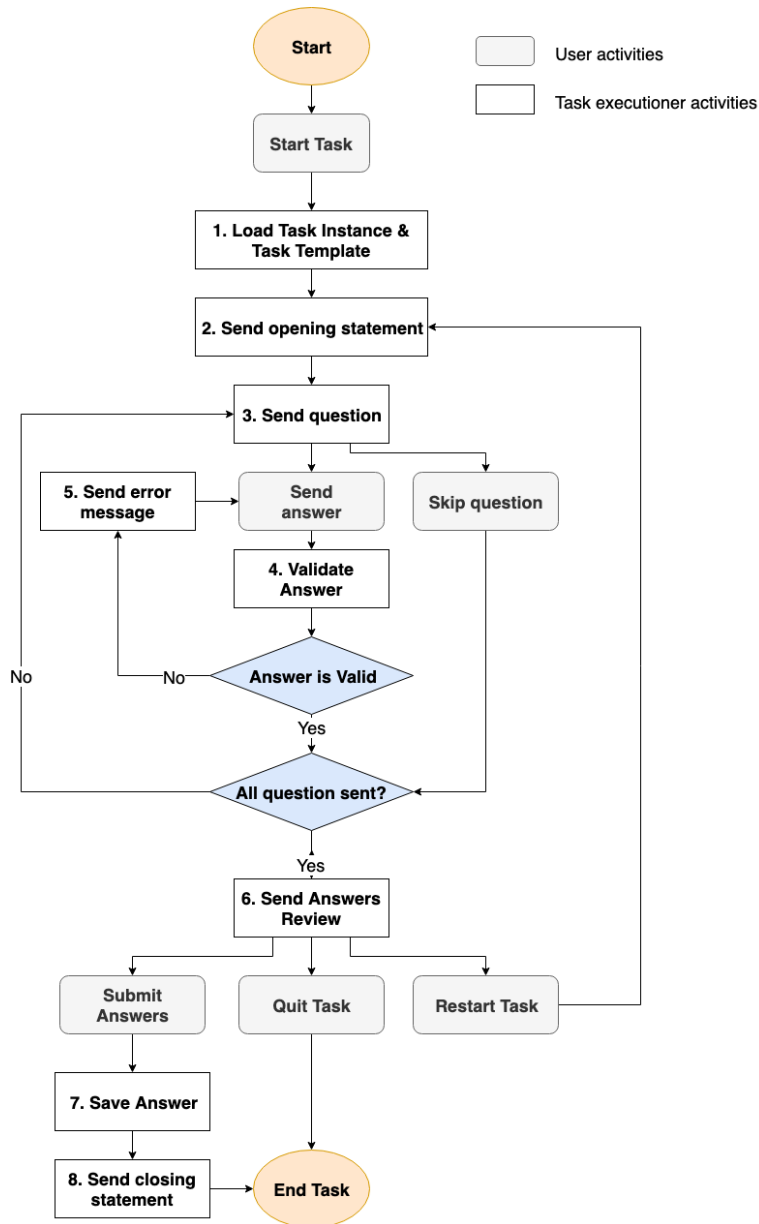 Start
User activities
Task executioner activities
Start Task
1. Load Task Instance &
Task Template
2. Send opening statement
3. Send question
5. Send error
message
Send
answer
Skip question
4. Validate
Answer
No
No
Answer is Valid
Yes
All question sent?
Yes
6. Send Answers
Review
Submit
Answers
Quit Task
Restart Task
7. Save Answer
8. Send closing
statement
End Task